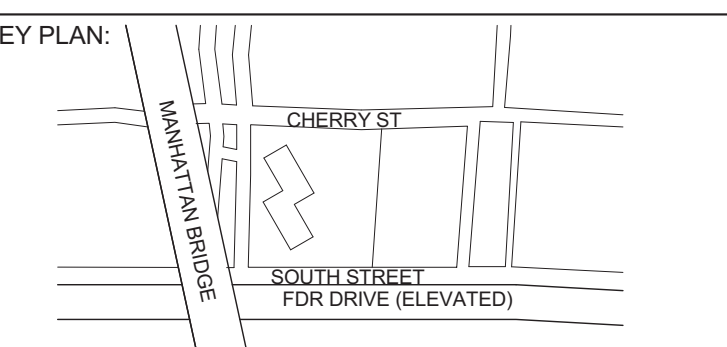 EY PLAN:
CHERRY ST
MANHATTAN BRIDGE
SOUTH STREET
FDR DRIVE (ELEVATED)